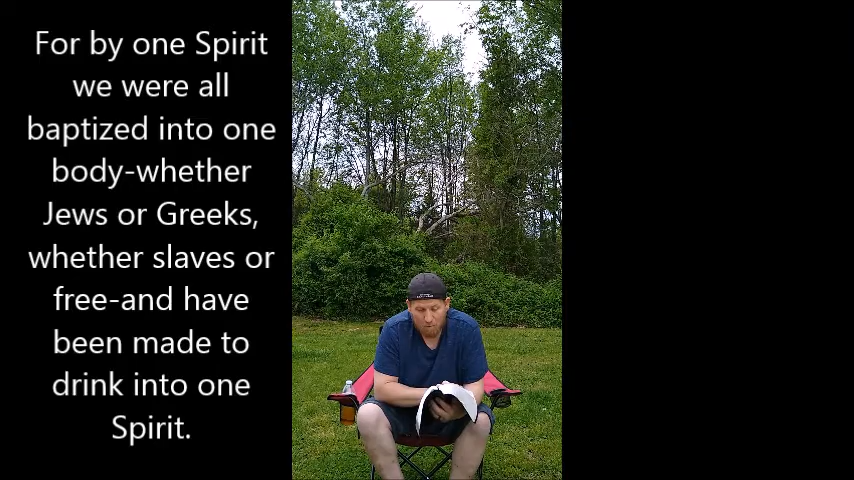 For by one Spirit
we were all
baptized into one
body-whether
Jews or Greeks,
whether slaves or
free-and have
been made to
drink into one
Spirit.